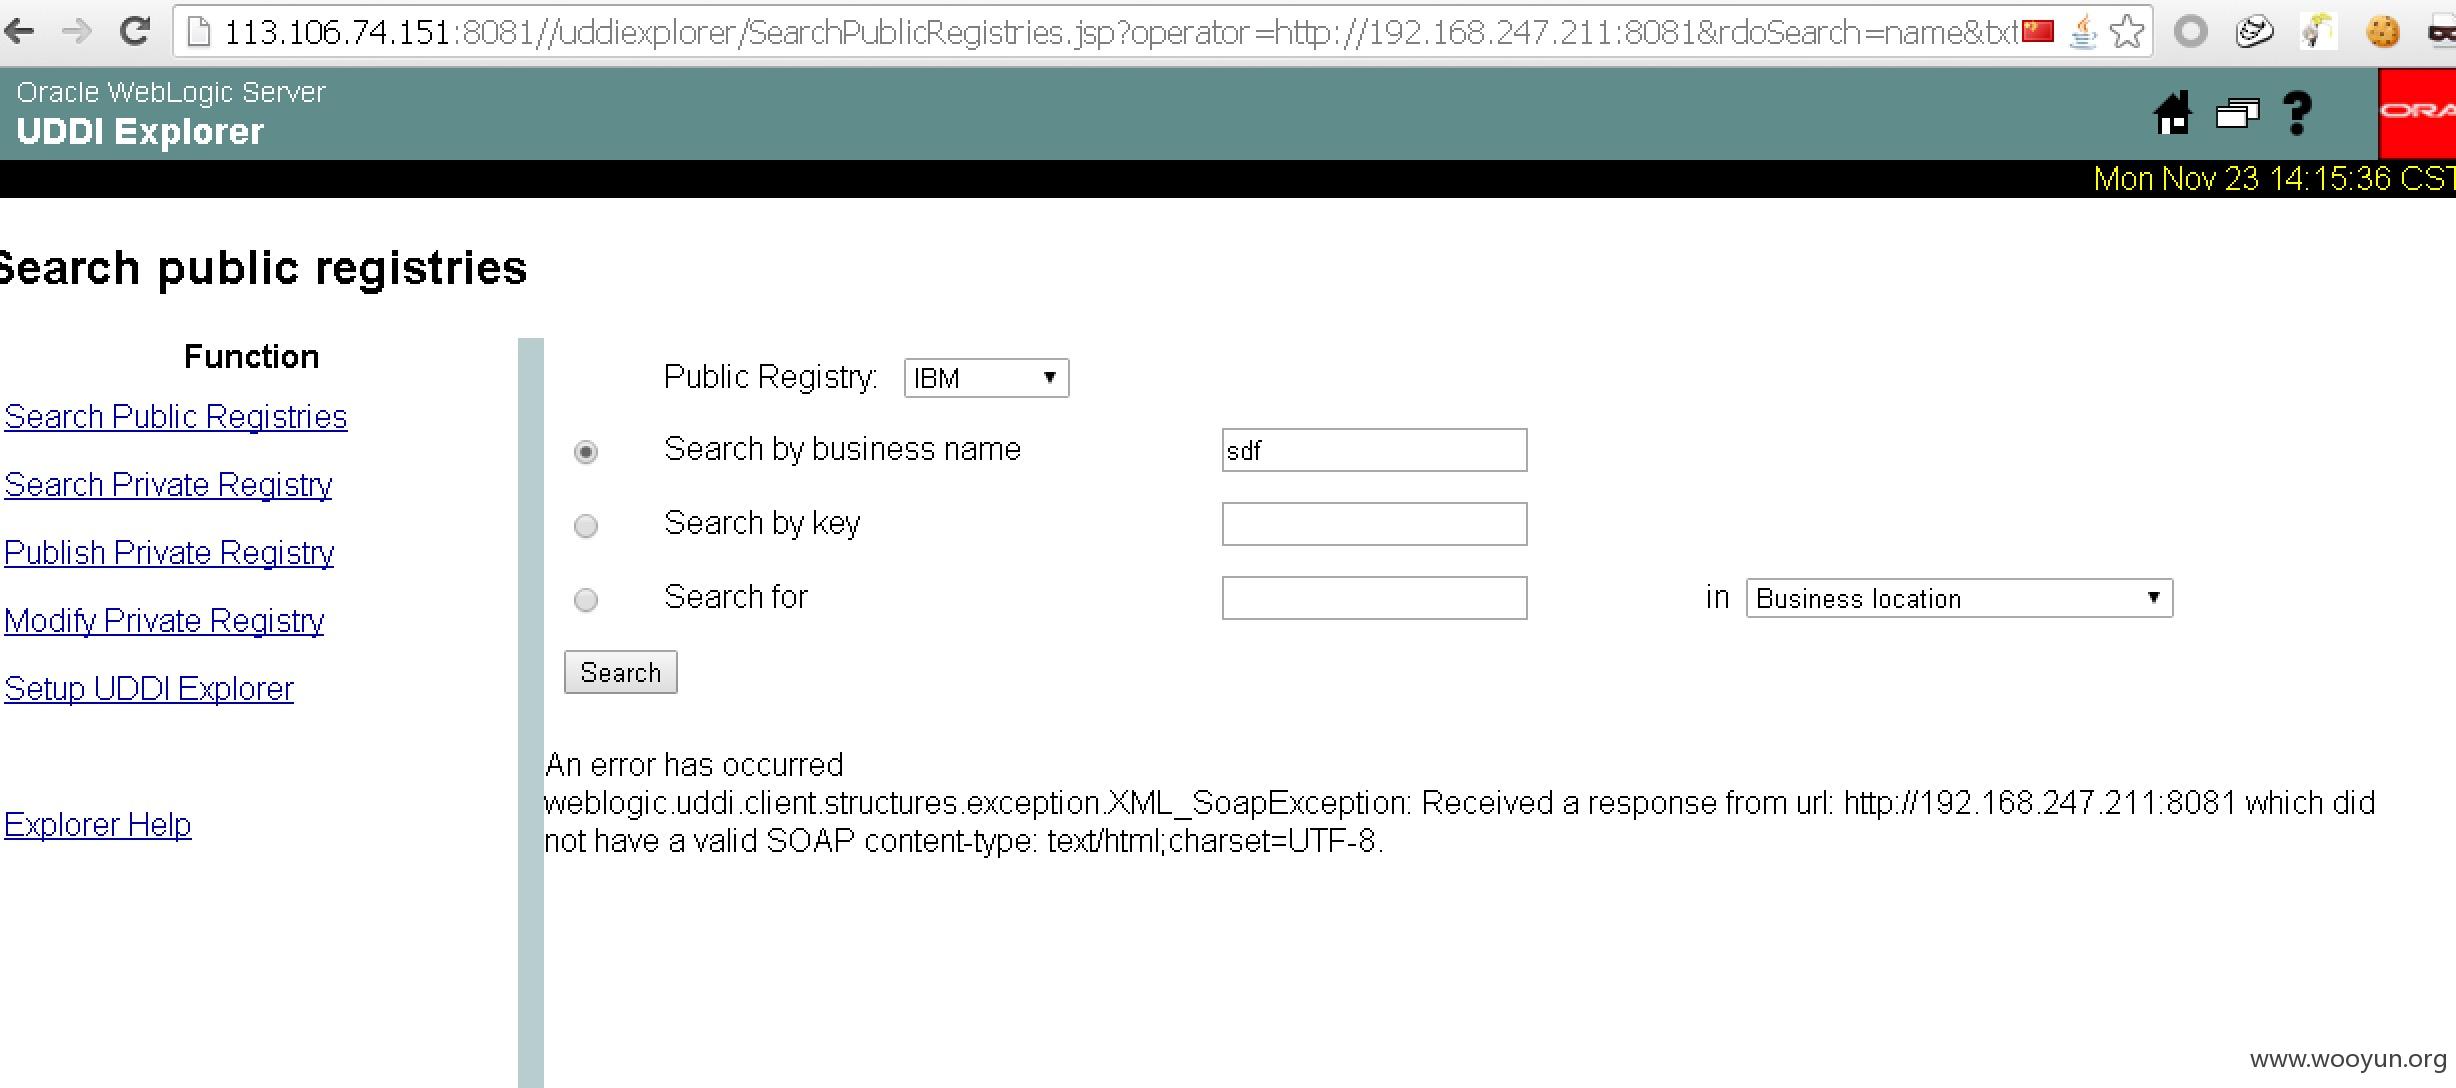 113.106.74.151:8081//uddiexplorer/SearchPublicRegistries.jsp?operator=http://192.168.247.211:8081&rdoSearch=name&txt
Oracle WebLogic Server
UDDI Explorer
ORA
Mon Nov 23 14:15:36 CST
Search public registries
Function
Search Public Registries
Search Private Registry
Publish Private Registry
Modify Private Registry
Setup UDDI Explorer
Explorer Help
Public Registry: IBM
Search by business name sdf
Search by key
Search for in Business location
Search
An error has occurred
weblogic.uddi.client.structures.exception.XML_SoapException: Received a response from url: http://192.168.247.211:8081 which did
not have a valid SOAP content-type: text/html;charset=UTF-8.
www.wooyun.org